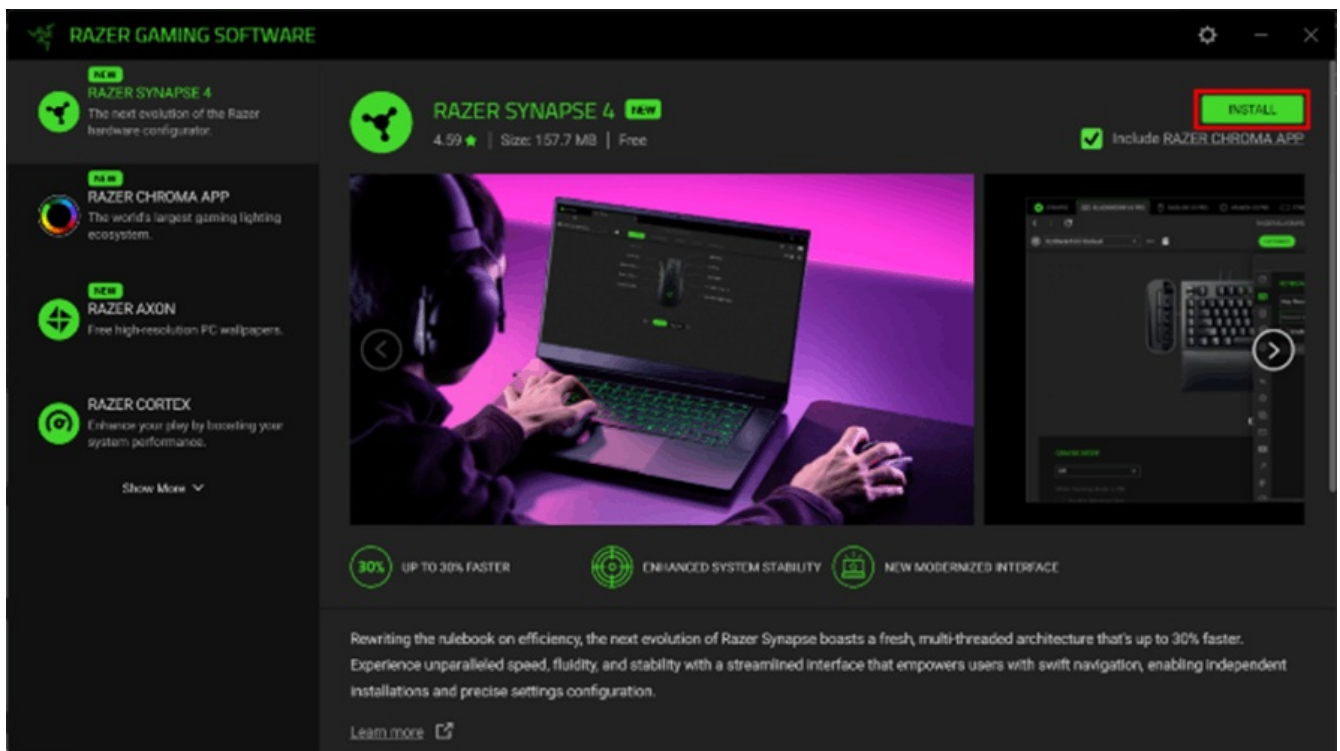 RAZER GAMING SOFTWARE
NEW
RAZER SYNAPSE 4
The next evolution of the Razer
hardware configurator.
NEW
RAZER CHROMA APP
The world's largest gaming lighting
ecosystem.
NEW
RAZER AXON
Free high-resolution PC wallpapers.
RAZER CORTEX
Enhance your play by boosting your
system performance.
Show More
RAZER SYNAPSE 4 NEW
4.59 ★ | Size: 157.7 MB | Free
INSTALL
Include RAZER CHROMA APP
30% UP TO 30% FASTER
ENHANCED SYSTEM STABILITY
NEW MODERNIZED INTERFACE
Rewriting the rulebook on efficiency, the next evolution of Razer Synapse boasts a fresh, multi-threaded architecture that's up to 30% faster.
Experience unparalleled speed, fluidity, and stability with a streamlined interface that empowers users with swift navigation, enabling independent
installations and precise settings configuration.
Learn more